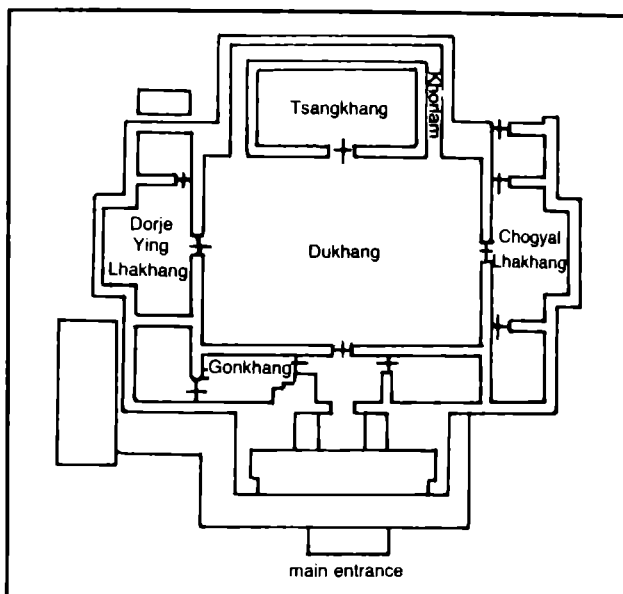 Tsangkhang
Khorlam
Dorje
Ying
Lhakhang
Dukhang
Chogyal
Lhakhang
Gonkhang
main entrance